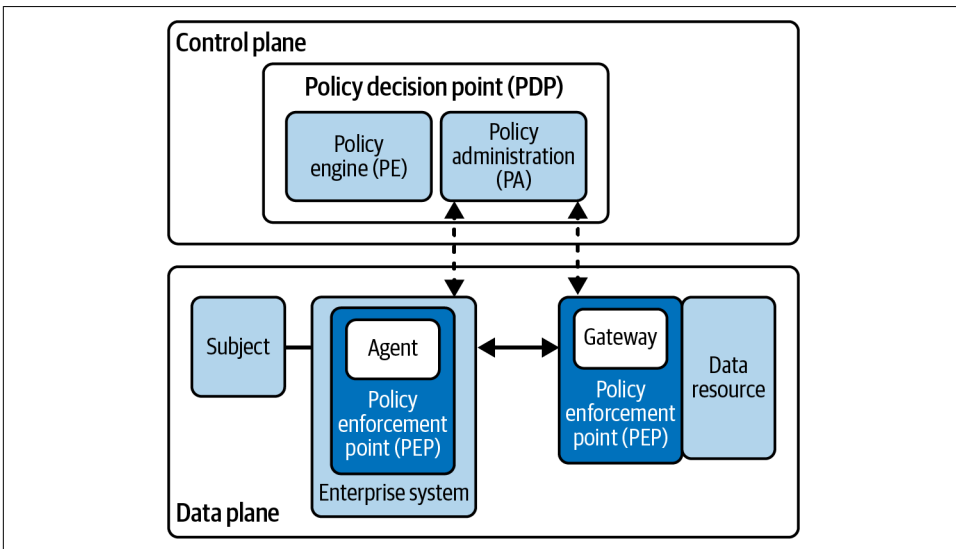 Control plane
Policy decision point (PDP)
Policy
engine (PE)
Policy
administration
(PA)
Subject
Agent
Policy
enforcement
point (PEP)
Enterprise system
Gateway
Policy
enforcement
point (PEP)
Data
resource
Data plane